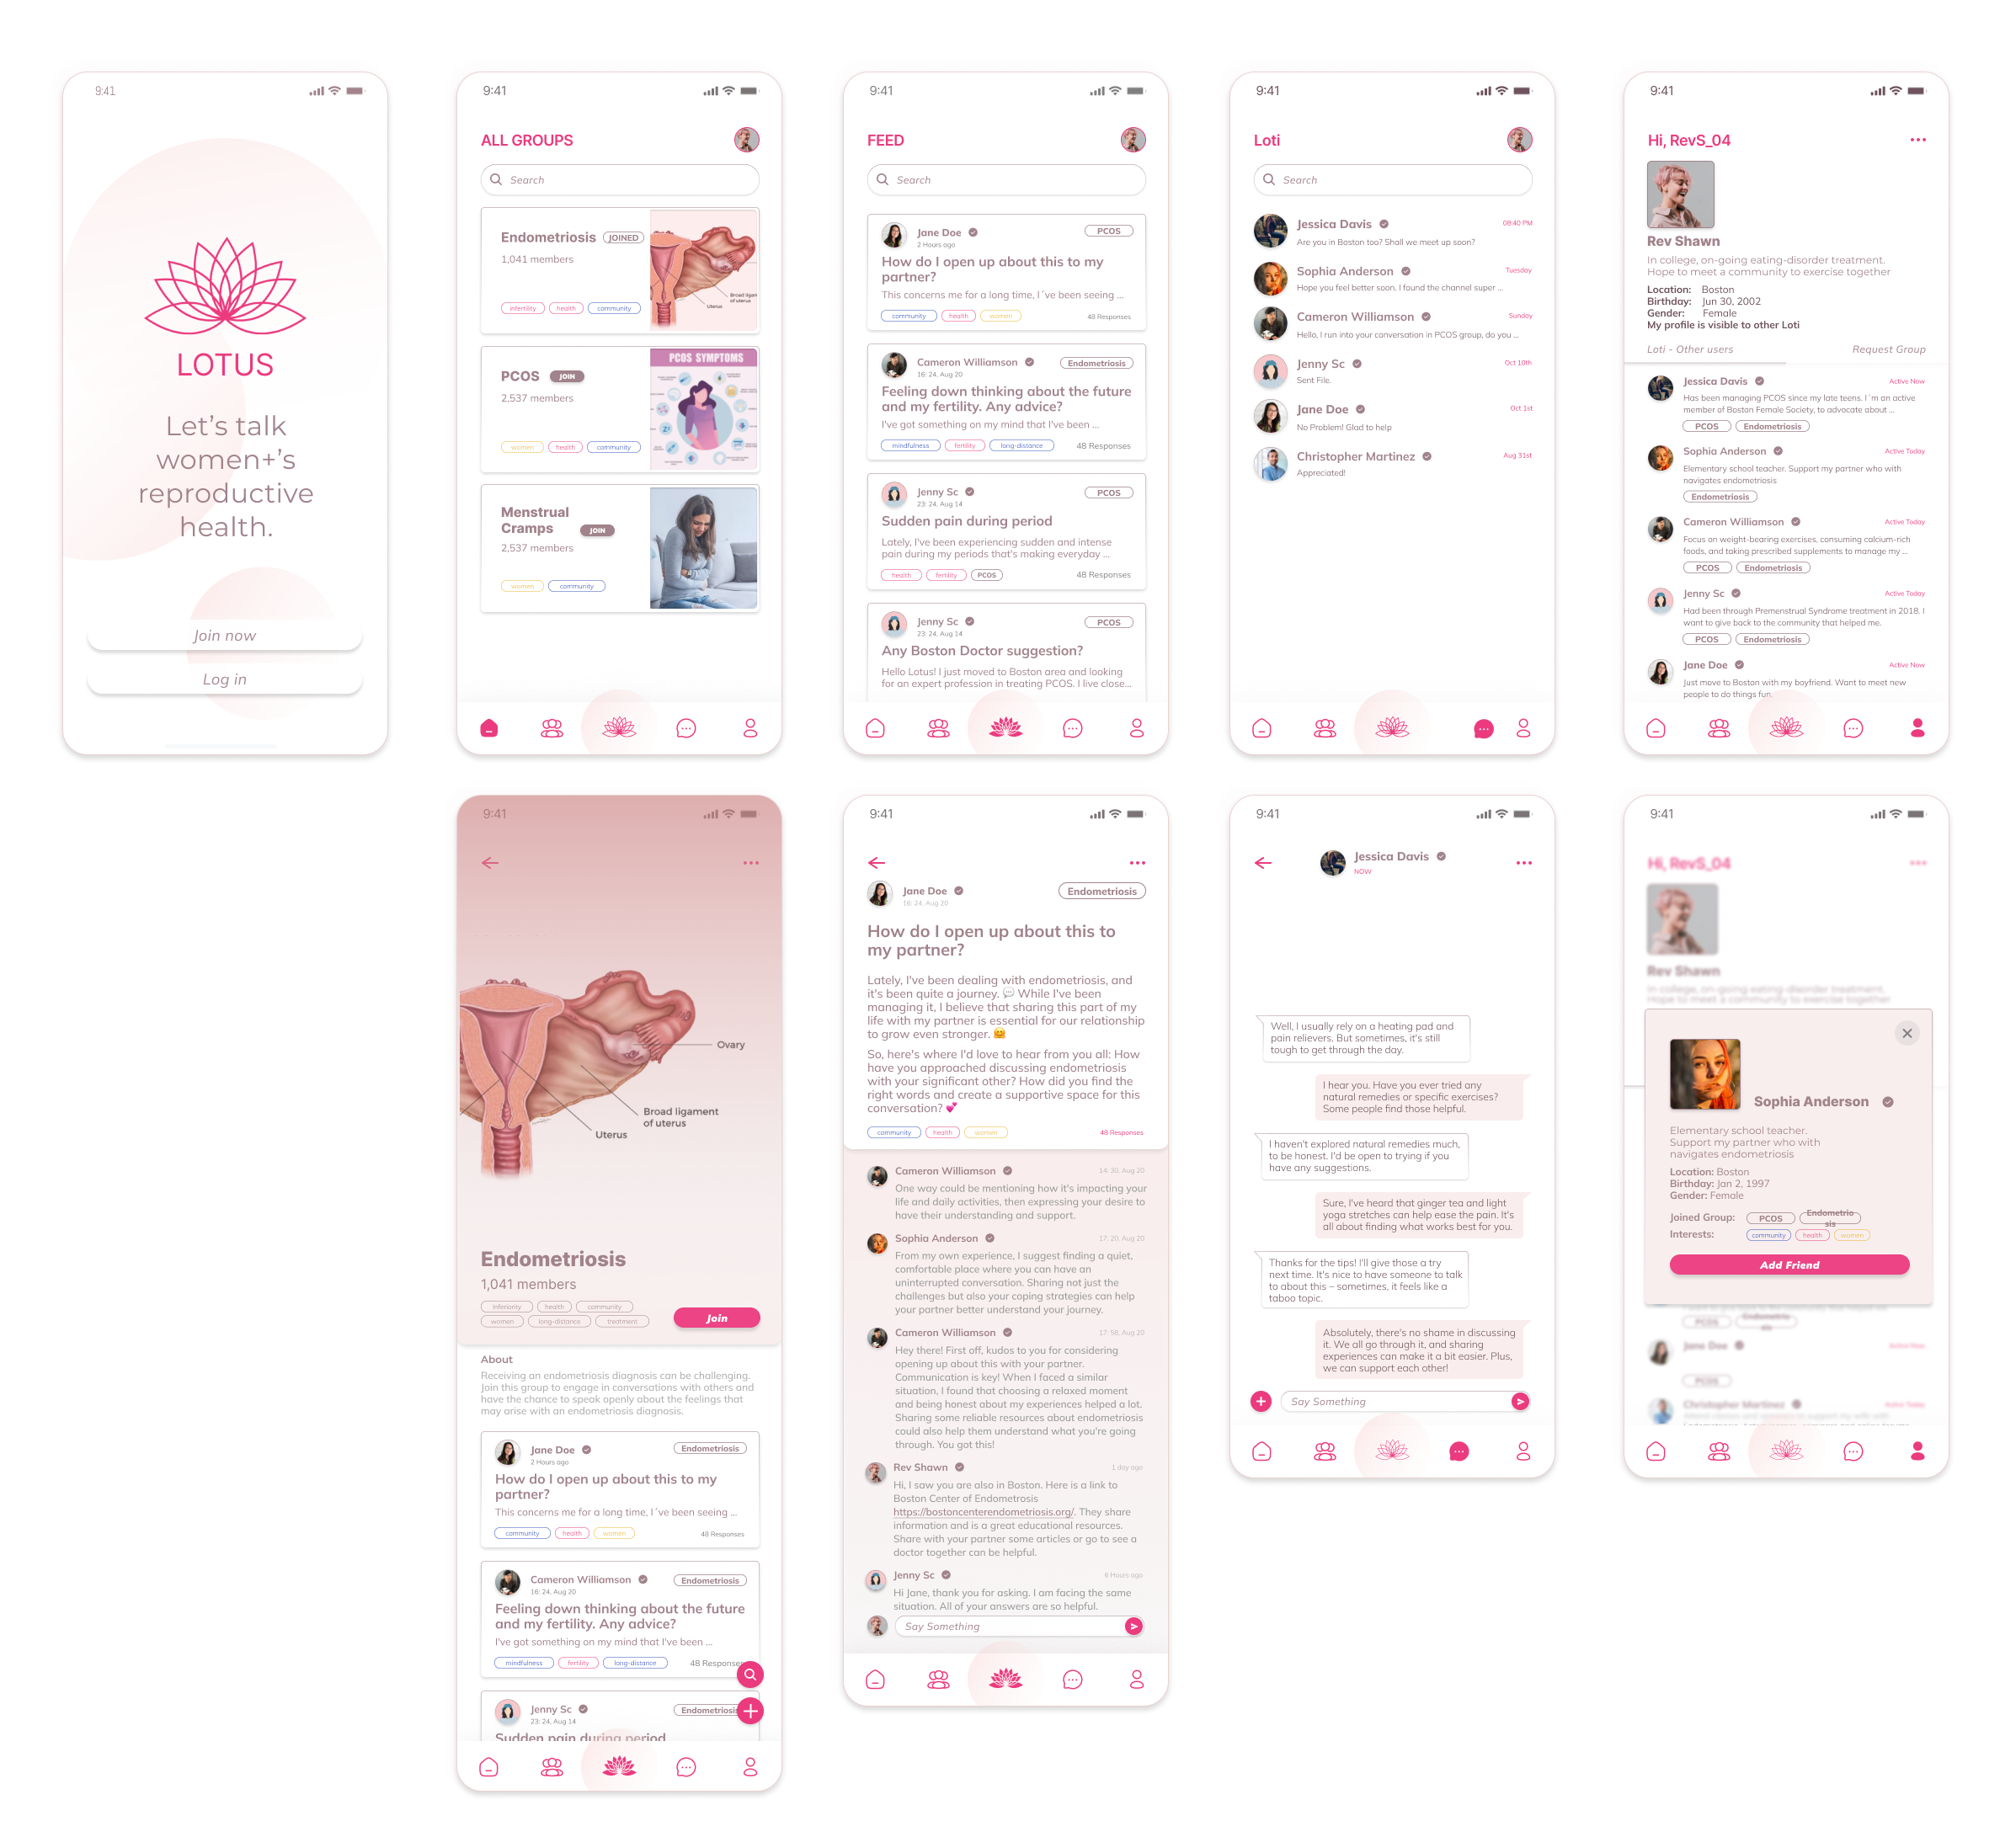 9:41
LOTUS
Let's talk
women+'s
reproductive
health.
Join now
Log in
9:41
ALL GROUPS
Search
Endometriosis JOINED
1,041 members
infertility health community
Broad ligam
of uterus
Uterus
PCOS JOIN
2,537 members
women health community
PCOS SYMPTOMS
Menstrual
Cramps JOIN
2,537 members
women community
9:41
FEED
Search
Jane Doe PCOS
2 Hours ago
How do I open up about this to my
partner?
This concerns me for a long time, I´ve been seeing ...
community health women 48 Responses
Cameron Williamson Endometriosis
16: 24, Aug 20
Feeling down thinking about the future
and my fertility. Any advice?
I've got something on my mind that I've been ...
mindfulness fertility long-distance 48 Responses
Jenny Sc PCOS
23: 24, Aug 14
Sudden pain during period
Lately, I've been experiencing sudden and intense
pain during my periods that's making everyday ...
health fertility PCOS 48 Responses
Jenny Sc PCOS
23: 24, Aug 14
Any Boston Doctor suggestion?
Hello Lotus! I just moved to Boston area and looking
for an expert profession in treating PCOS. I live close...
9:41
Loti
Search
Jessica Davis 08:40 PM
Are you in Boston too? Shall we meet up soon?
Sophia Anderson Tuesday
Hope you feel better soon. I found the channel super ...
Cameron Williamson Sunday
Hello, I run into your conversation in PCOS group, do you ...
Jenny Sc Oct 10th
Sent File.
Jane Doe Oct 1st
No Problem! Glad to help
Christopher Martinez Aug 31st
Appreciated!
9:41
Hi, RevS_04
Rev Shawn
In college, on-going eating-disorder treatment.
Hope to meet a community to exercise together
Location: Boston
Birthday: Jun 30, 2002
Gender: Female
My profile is visible to other Loti
Loti - Other users Request Group
Jessica Davis Active Now
Has been managing PCOS since my late teens. I´m an active
member of Boston Female Society, to advocate about ...
PCOS Endometriosis
Sophia Anderson Active Today
Elementary school teacher. Support my partner who with
navigates endometriosis
Endometriosis
Cameron Williamson Active Today
Focus an weight-bearing exercises, consuming calcium-rich
foods, and taking prescribed supplements to manage my ...
PCOS Endometriosis
Jenny Sc Active Today
Had been through Premenstrual Syndrome treatment in 2018. I
want to give back to the community that helped me.
PCOS Endometriosis
Jane Doe Active Now
Just move to Boston with my boyfriend. Want to meet new
people to do things fun.
9:41
Ovary
Broad ligament
of uterus
Uterus
Endometriosis
1,041 members
Inferiority health community
women long-distance treatment
Join
About
Receiving an endometriosis diagnosis can be challenging.
Join this group to engage in conversations with others and
have the chance to speak openly about the feelings that
may arise with an endometriosis diagnosis.
Jane Doe Endometriosis
2 Hours ago
How do I open up about this to my
partner?
This concerns me for a long time, I´ve been seeing ...
community health women 48 Responses
Cameron Williamson Endometriosis
16: 24, Aug 20
Feeling down thinking about the future
and my fertility. Any advice?
I've got something on my mind that I've been ...
mindfulness fertility long-distance 48 Responses
Jenny Sc Endometriosis
23: 24, Aug 14
Sudden pain during period
9:41
Jane Doe Endometriosis
16: 24, Aug 20
How do I open up about this to
my partner?
Lately, I've been dealing with endometriosis, and
it's been quite a journey. 💬 While I've been
managing it, I believe that sharing this part of my
life with my partner is essential for our relationship
to grow even stronger. 🤗
So, here's where I'd love to hear from you all: How
have you approached discussing endometriosis
with your significant other? How did you find the
right words and create a supportive space for this
conversation? 💕
community health women 48 Responses
Cameron Williamson 14: 30, Aug 20
One way could be mentioning how it's impacting your
life and daily activities, then expressing your desire to
have their understanding and support.
Sophia Anderson 17: 20, Aug 20
From my own experience, I suggest finding a quiet,
comfortable place where you can have an
uninterrupted conversation. Sharing not just the
challenges but also your coping strategies can help
your partner better understand your journey.
Cameron Williamson 17: 58, Aug 20
Hey there! First off, kudos to you for considering
opening up about this with your partner.
Communication is key! When I faced a similar
situation, I found that choosing a relaxed moment
and being honest about my experiences helped a lot.
Sharing some reliable resources about endometriosis
could also help them understand what you're going
through. You got this!
Rev Shawn 1 day ago
Hi, I saw you are also in Boston. Here is a link to
Boston Center of Endometrosis
https://bostoncenterendometriosis.org/. They share
information and is a great educational resources.
Share with your partner some articles or go to see a
doctor together can be helpful.
Jenny Sc 6 Hours ago
Hi Jane, thank you for asking. I am facing the same
situation. All of your answers are so helpful.
Say Something
9:41
Jessica Davis
NOW
Well, I usually rely on a heating pad and
pain relievers. But sometimes, it's still
tough to get through the day.
I hear you. Have you ever tried any
natural remedies or specific exercises?
Some people find those helpful.
I haven't explored natural remedies much,
to be honest. I'd be open to trying if you
have any suggestions.
Sure, I've heard that ginger tea and light
yoga stretches can help ease the pain. It's
all about finding what works best for you.
Thanks for the tips! I'll give those a try
next time. It's nice to have someone to talk
to about this – sometimes, it feels like a
taboo topic.
Absolutely, there's no shame in discussing
it. We all go through it, and sharing
experiences can make it a bit easier. Plus,
we can support each other!
Say Something
9:41
Hi, RevS_04
Rev Shawn
In college, on-going eating-disorder treatment.
Hope to meet a community to exercise together
Sophia Anderson
Elementary school teacher.
Support my partner who with
navigates endometriosis
Location: Boston
Birthday: Jan 2, 1997
Gender: Female
Joined Group: PCOS Endometrio
sis
Interests: community health women
Add Friend
PCOS Endometrio
sis
Jane Doe Active Now
PCOS
Christopher Martinez Active Today